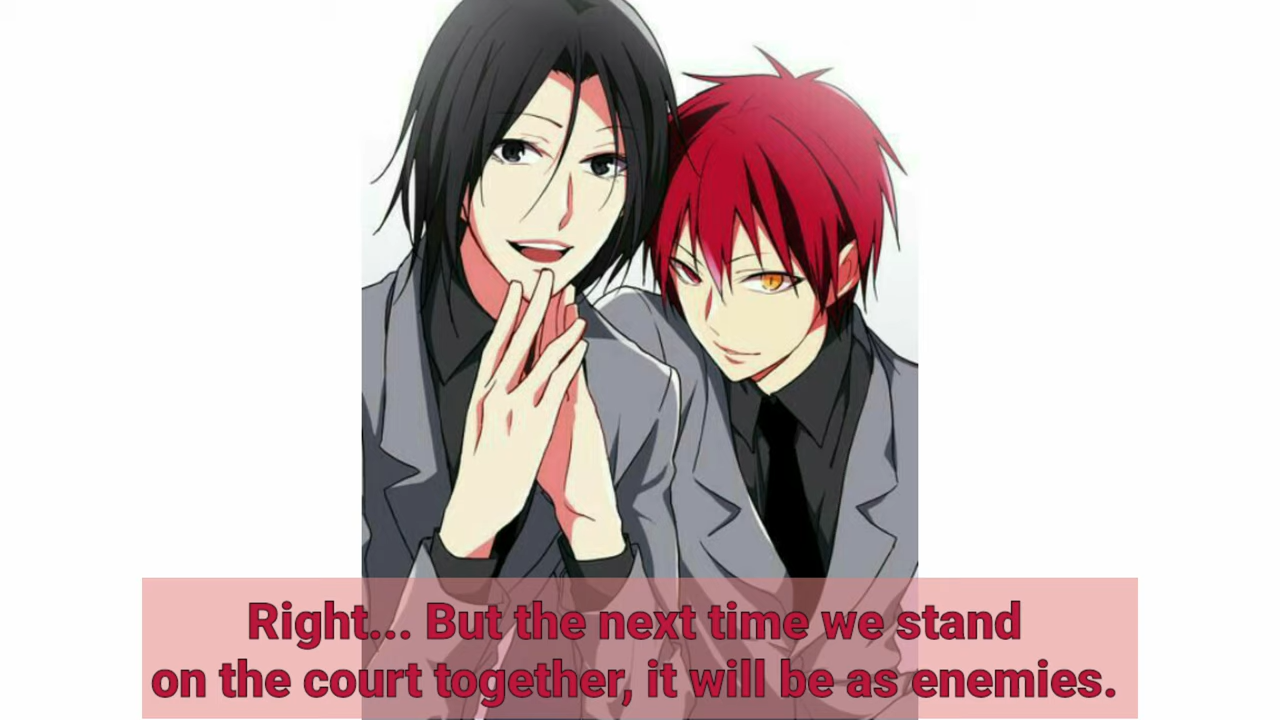 Right... But the next time we stand
on the court together, it will be as enemies.